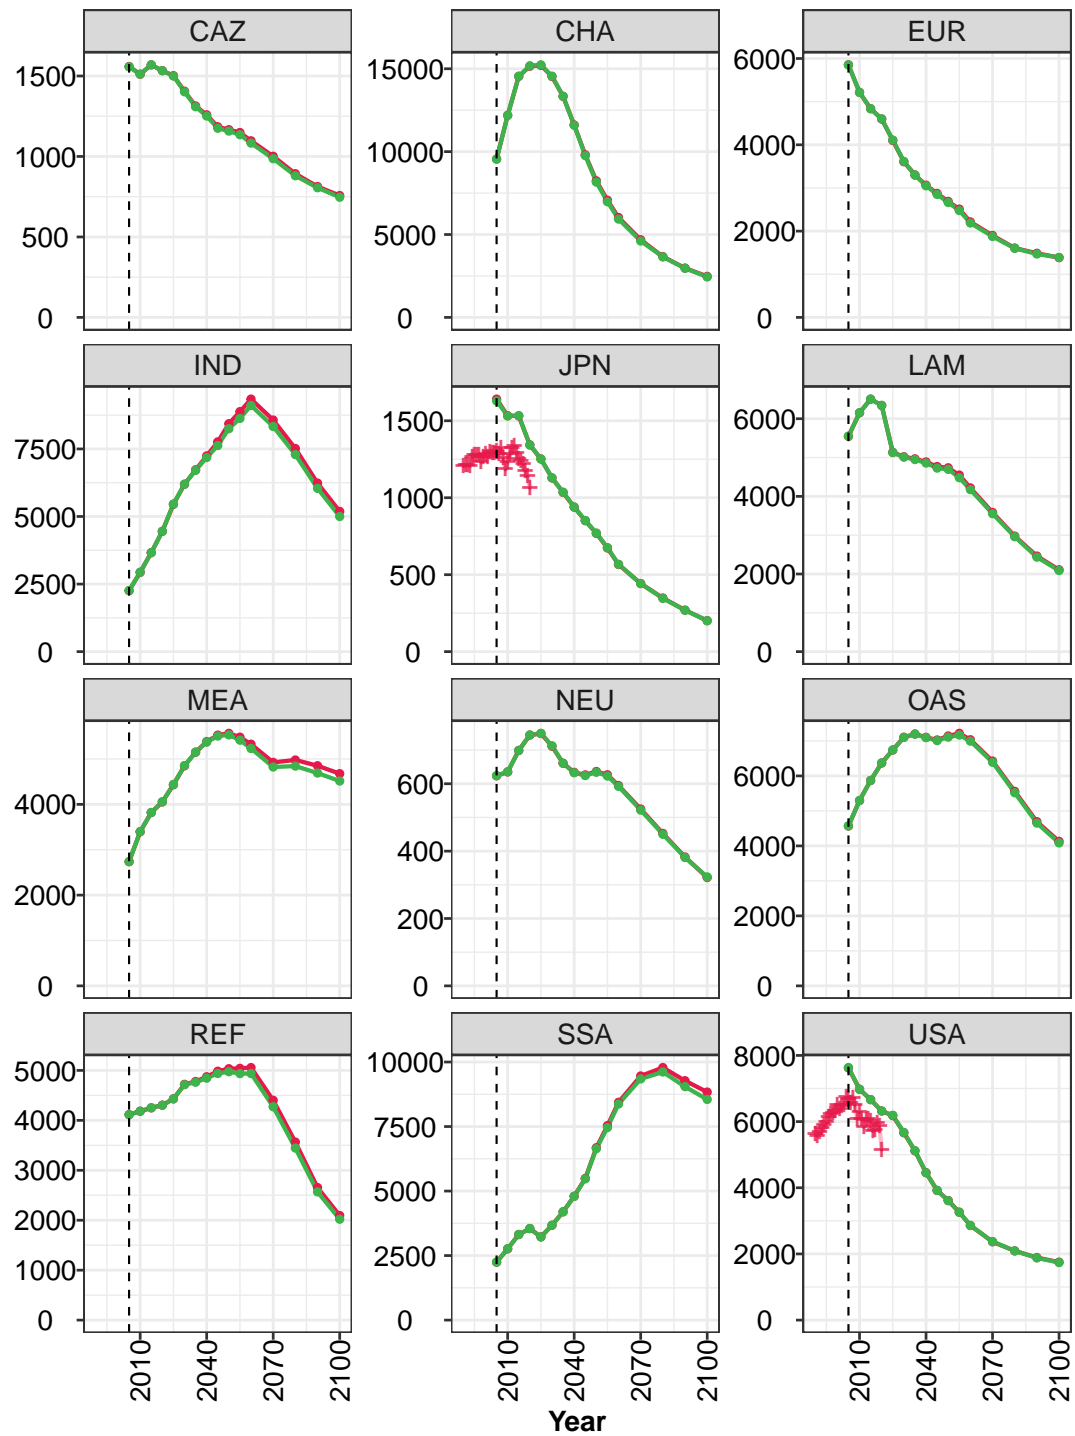 CAZ CHA EUR
1500 15000 6000
1000 10000 4000
500 5000 2000
0 0 0
IND JPN LAM
7500 1500 6000
5000 1000 4000
2500 500 2000
0 0 0
MEA NEU OAS
4000 600 6000
2000 400 4000
0 200 2000
0 0
REF SSA USA
5000 10000 8000
4000 7500 6000
3000 5000 4000
2000 2500 2000
1000 0 0
0
2010 2040 2070 2100 2010 2040 2070 2100 2010 2040 2070 2100
Year